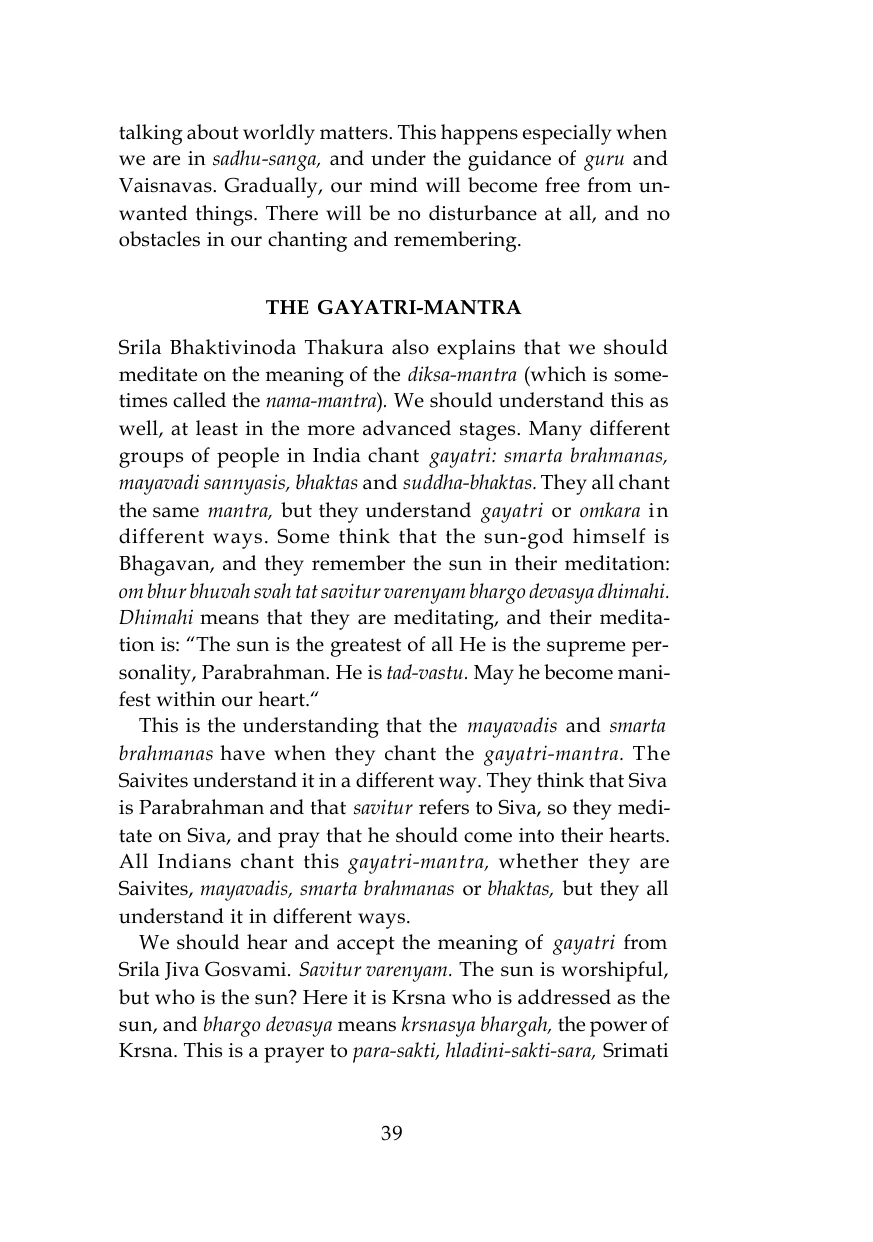 talking about worldly matters. This happens especially when
we are in sadhu-sanga, and under the guidance of guru and
Vaisnavas. Gradually, our mind will become free from un-
wanted things. There will be no disturbance at all, and no
obstacles in our chanting and remembering.
THE GAYATRI-MANTRA
Srila Bhaktivinoda Thakura also explains that we should
meditate on the meaning of the diksa-mantra (which is some-
times called the nama-mantra). We should understand this as
well, at least in the more advanced stages. Many different
groups of people in India chant gayatri: smarta brahmanas,
mayavadi sannyasis, bhaktas and suddha-bhaktas. They all chant
the same mantra, but they understand gayatri or omkara in
different ways. Some think that the sun-god himself is
Bhagavan, and they remember the sun in their meditation:
om bhur bhuvah svah tat savitur varenyam bhargo devasya dhimahi.
Dhimahi means that they are meditating, and their medita-
tion is: “The sun is the greatest of all He is the supreme per-
sonality, Parabrahman. He is tad-vastu. May he become mani-
fest within our heart.“
This is the understanding that the mayavadis and smarta
brahmanas have when they chant the gayatri-mantra. The
Saivites understand it in a different way. They think that Siva
is Parabrahman and that savitur refers to Siva, so they medi-
tate on Siva, and pray that he should come into their hearts.
All Indians chant this gayatri-mantra, whether they are
Saivites, mayavadis, smarta brahmanas or bhaktas, but they all
understand it in different ways.
We should hear and accept the meaning of gayatri from
Srila Jiva Gosvami. Savitur varenyam. The sun is worshipful,
but who is the sun? Here it is Krsna who is addressed as the
sun, and bhargo devasya means krsnasya bhargah, the power of
Krsna. This is a prayer to para-sakti, hladini-sakti-sara, Srimati
39